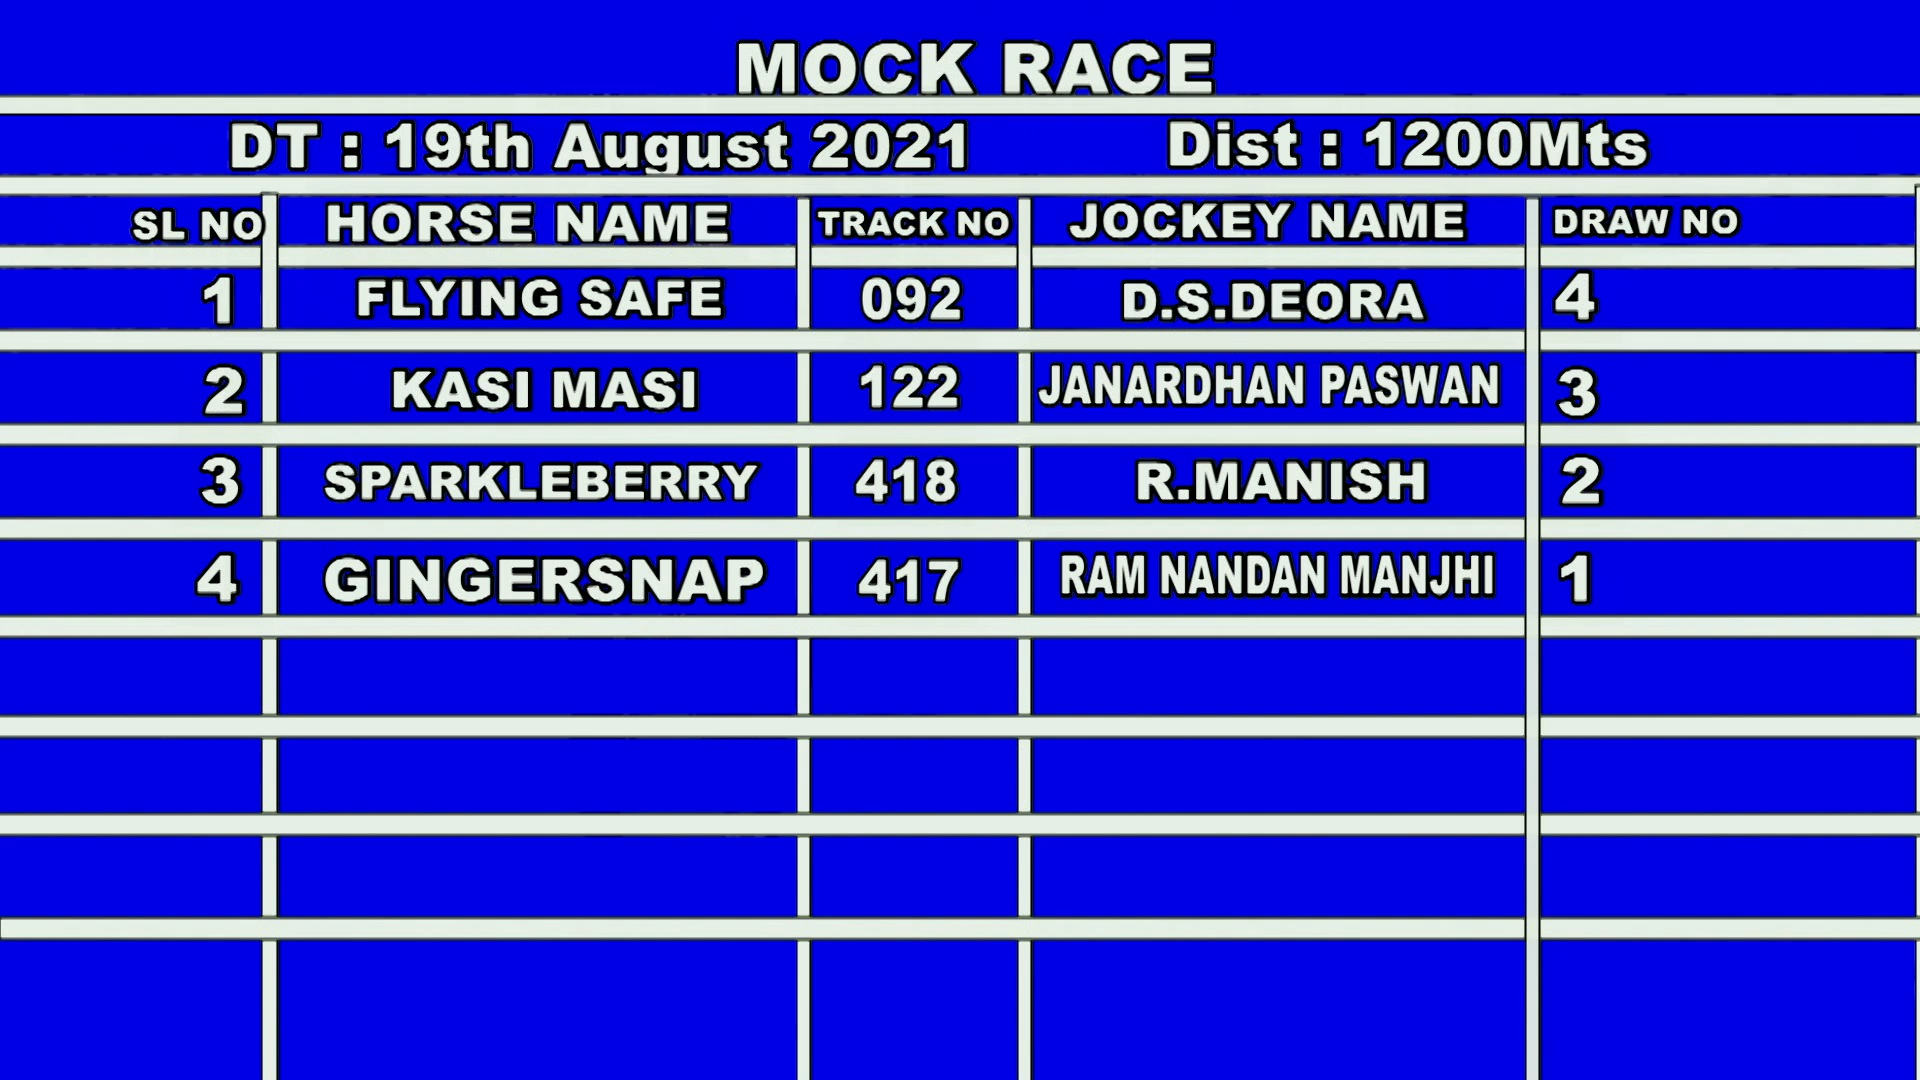 MOCK RACE
DT : 19th August 2021 Dist : 1200Mts
SL NO HORSE NAME TRACK NO JOCKEY NAME DRAW NO
1 FLYING SAFE 092 D.S.DEORA 4
2 KASI MASI 122 JANARDHAN PASWAN 3
3 SPARKLEBERRY 418 R.MANISH 2
4 GINGERSNAP 417 RAM NANDAN MANJHI 1